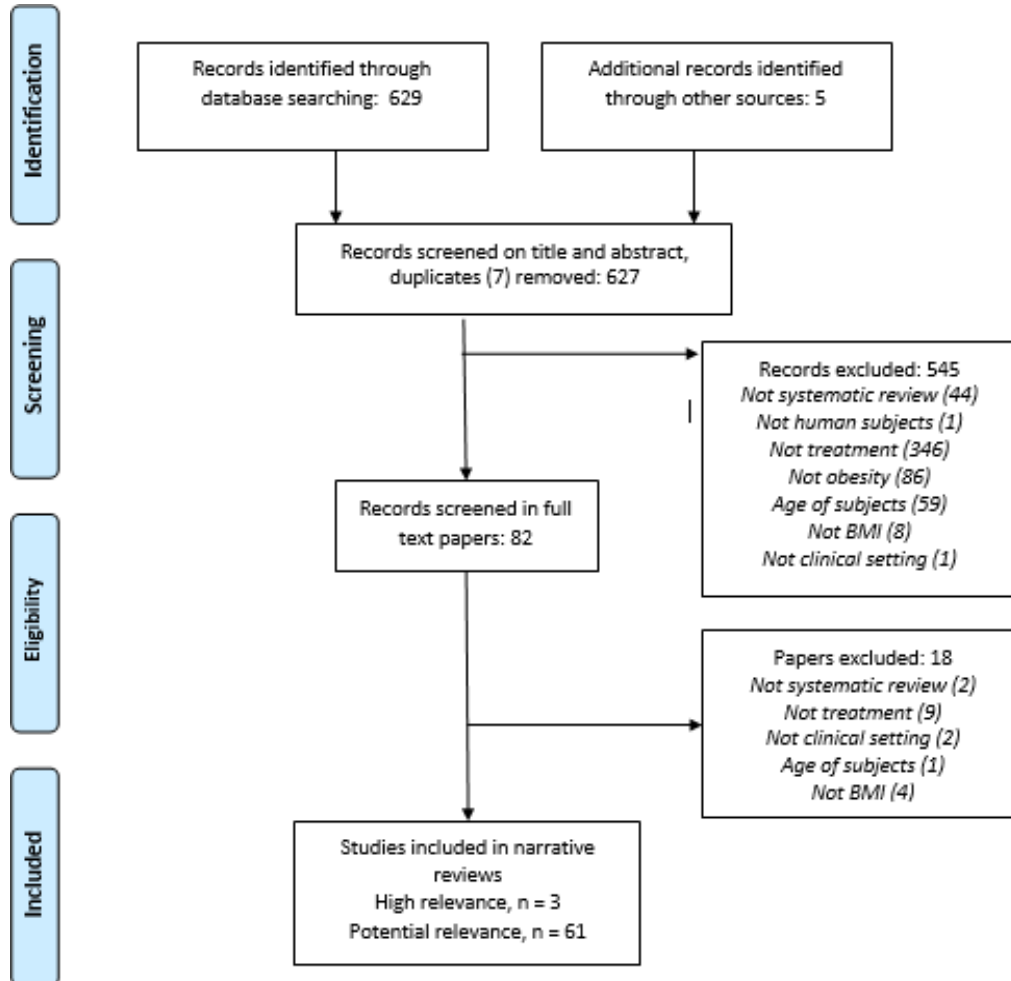 Identification
Records identified through
database searching:  629
Additional records identified
through other sources: 5
Screening
Records screened on title and abstract,
duplicates (7) removed: 627
Records excluded: 545
Not systematic review (44)
Not human subjects (1)
Not treatment (346)
Not obesity (86)
Age of subjects (59)
Not BMI (8)
Not clinical setting (1)
Eligibility
Records screened in full
text papers: 82
Papers excluded: 18
Not systematic review (2)
Not treatment (9)
Not clinical setting (2)
Age of subjects (1)
Not BMI (4)
Included
Studies included in narrative
reviews
High relevance, n = 3
Potential relevance, n = 61